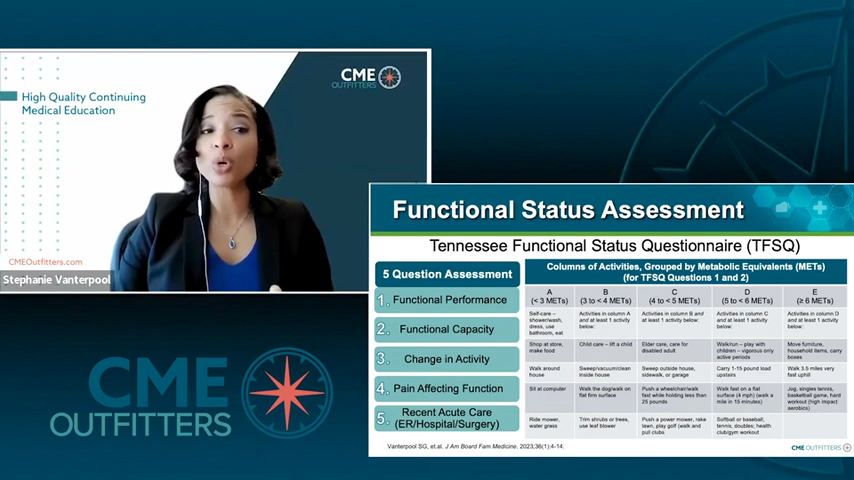 High Quality Continuing
Medical Education
CME
OUTFITTERS
CMEOutfitters.com
Stephanie Vanterpool
CME
OUTFITTERS
Functional Status Assessment
Tennessee Functional Status Questionnaire (TFSQ)
5 Question Assessment
1. Functional Performance
2. Functional Capacity
3. Change in Activity
4. Pain Affecting Function
5. Recent Acute Care
(ER/Hospital/Surgery)
Columns of Activities, Grouped by Metabolic Equivalents (METs)
(for TFSQ Questions 1 and 2)
A
(< 3 METs)
B
(3 to < 4 METs)
C
(4 to < 5 METs)
D
(5 to < 6 METs)
E
(≥ 6 METs)
Self-care –
shower/wash,
dress, use
bathroom, eat
Activities in column A
and at least 1 activity
below:
Activities in column B and
at least 1 activity below:
Activities in column C
and at least 1 activity
below:
Activities in column D
and at least 1 activity
below:
Shop at store,
make food
Child care – lift a child
Elder care, care for
disabled adult
Walk/run – play with
children – vigorous only
active periods
Move furniture,
household items, carry
boxes
Walk around
house
Sweep/vacuum/clean
inside house
Sweep outside house,
sidewalk, or garage
Carry 1-15 pound load
upstairs
Walk 3.5 miles very
fast uphill
Sit at computer
Walk the dog/walk on
flat firm surface
Push a wheelchair/walk
fast while holding less than
25 pounds
Walk fast on a flat
surface (4 mph) (walk a
mile in 15 minutes)
Jog, singles tennis,
basketball game, hard
workout (high impact
aerobics)
Ride mower,
water grass
Trim shrubs or trees,
use leaf blower
Push a power mower, rake
lawn, play golf (walk and
pull clubs
Softball or baseball;
tennis, doubles; health
club/gym workout
Vanterpool SG, et.al. J Am Board Fam Medicine. 2023;36(1):4-14.
CME OUTFITTERS